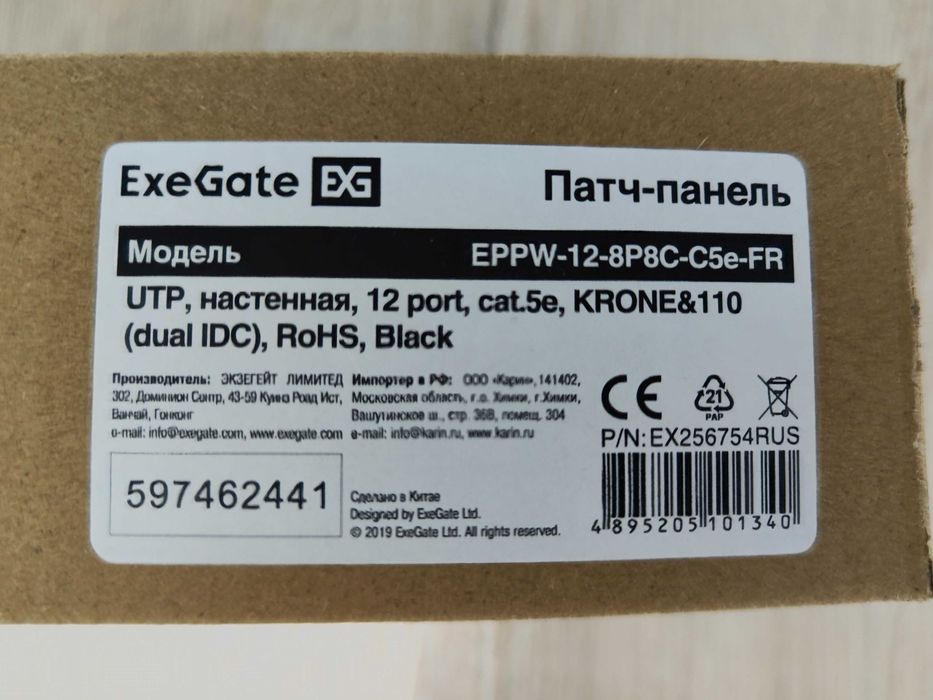 ExeGate EG Патч-панель
Модель EPPW-12-8P8C-C5e-FR
UTP, настенная, 12 port, cat.5e, KRONE&110
(dual IDC), RoHS, Black
Производитель: ЭКЗЕГЕЙТ ЛИМИТЕД
302, Доминион Сентр, 43-59 Куинз Роад Ист,
Ванчай, Гонконг
e-mail: info@exegate.com, www.exegate.com
Импортер в РФ: ООО «Карин», 141402,
Московская область, г.о. Химки, г.Химки,
Вашутинское ш., стр. 36В, помещ. 304
e-mail: info@karin.ru, www.karin.ru
CE 21 PAP
P/N: EX256754RUS
597462441
Сделано в Китае
Designed by ExeGate Ltd.
© 2019 ExeGate Ltd. All rights reserved.
4 895205 101340